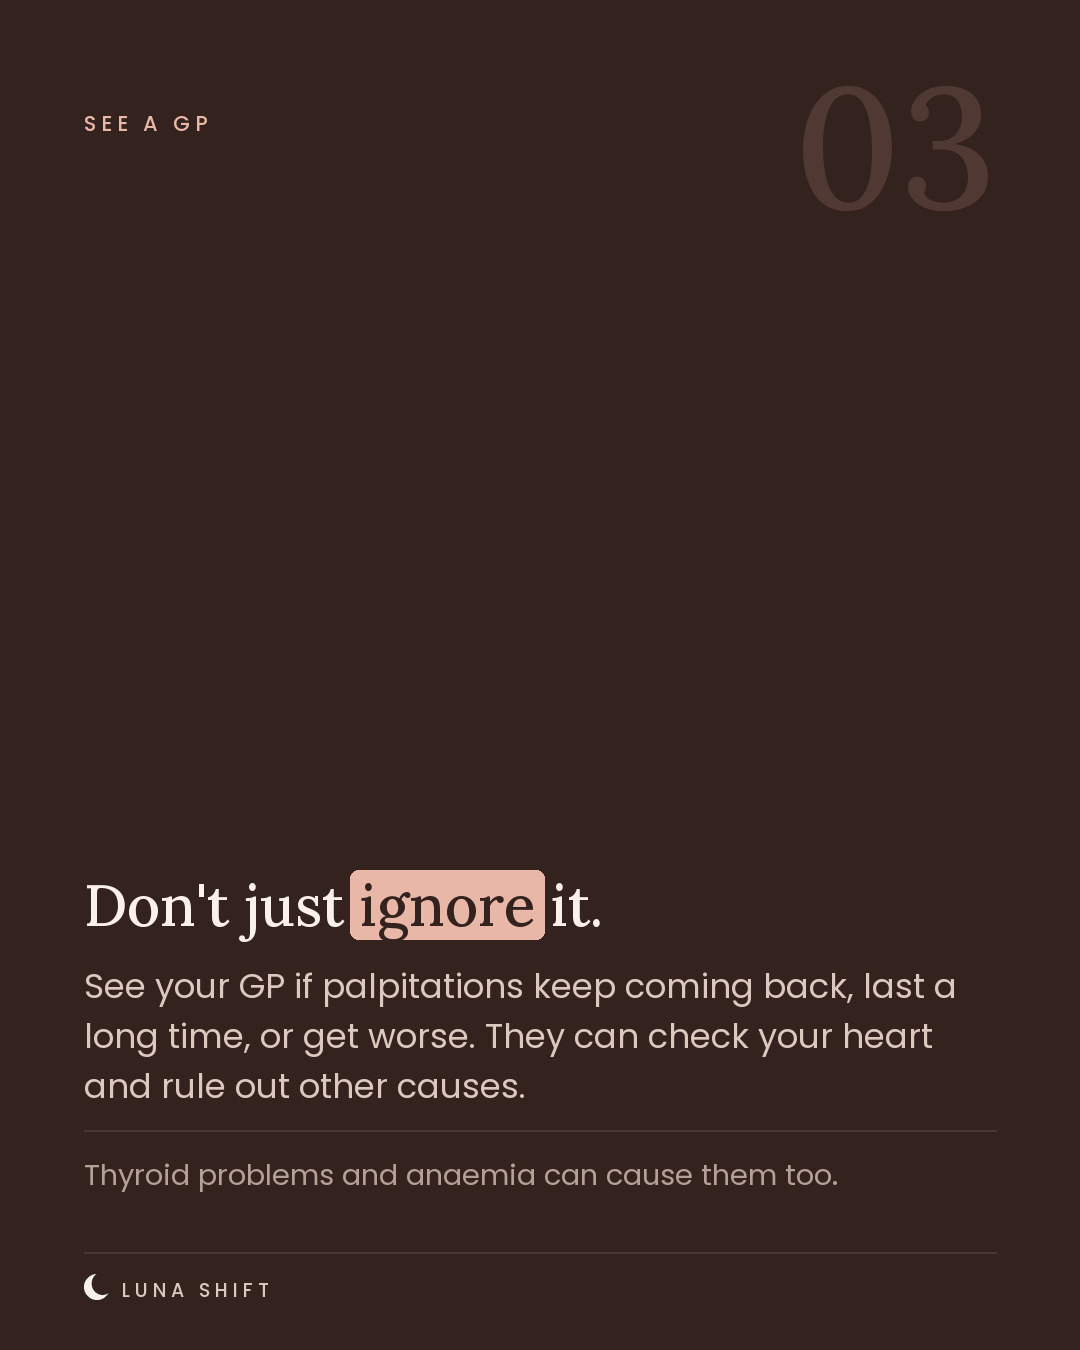 SEE A GP
03
Don't just ignore it.
See your GP if palpitations keep coming back, last a
long time, or get worse. They can check your heart
and rule out other causes.
Thyroid problems and anaemia can cause them too.
LUNA SHIFT